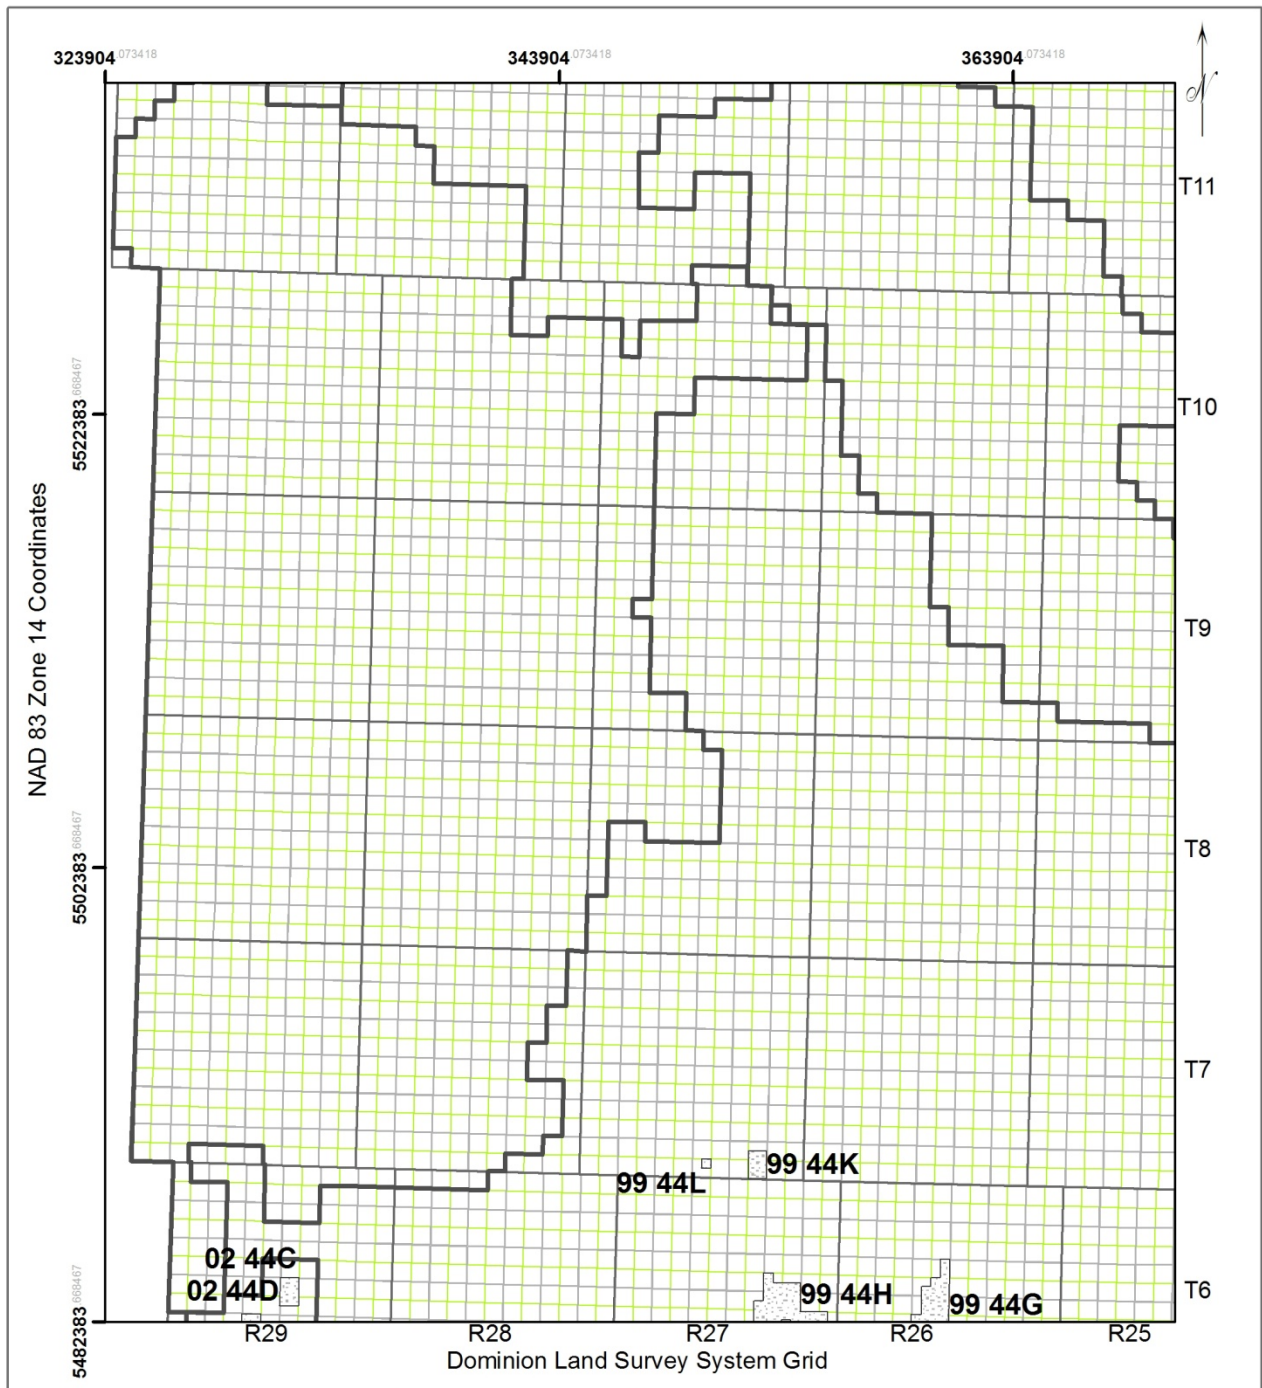 323904.073418
343904.073418
363904.073418
N
T11
5522383.668467
T10
NAD 83 Zone 14 Coordinates
T9
5502383.668467
T8
T7
99 44K
99 44L
02 44C
02 44D
99 44H
99 44G
T6
5482383.668467
R29 R28 R27 R26 R25
Dominion Land Survey System Grid